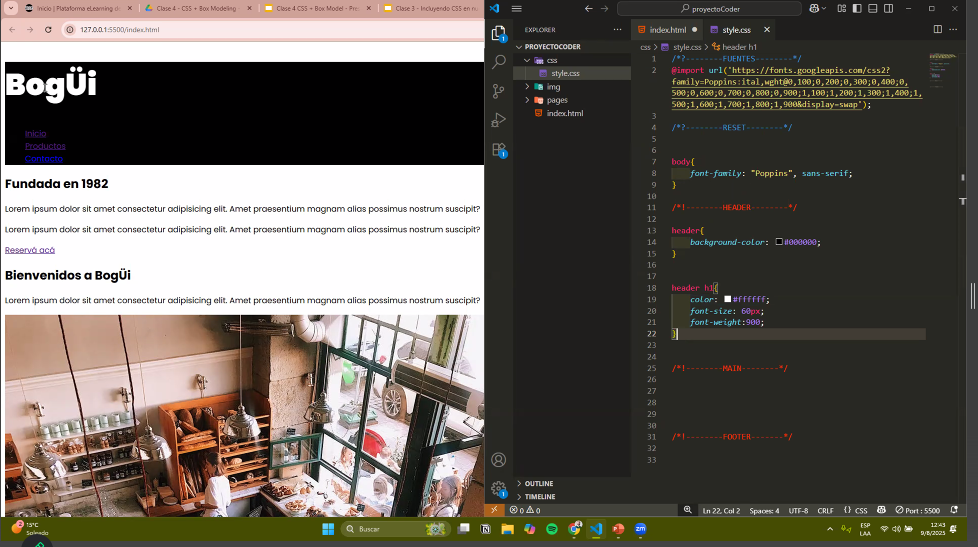 Inicio | Plataforma eLearning d
Clase 4 - CSS + Box Modeling
Clase 4 CSS + Box Model - Pr
Clase 3 - Incluyendo CSS en nu
127.0.0.1:5500/index.html
BogÜi
Inicio
Productos
Contacto
Fundada en 1982
Lorem ipsum dolor sit amet consectetur adipisicing elit. Amet praesentium magnam alias possimus nostrum suscipit?
Lorem ipsum dolor sit amet consectetur adipisicing elit. Amet praesentium magnam alias possimus nostrum suscipit?
Reservá acá
Bienvenidos a BogÜi
Lorem ipsum dolor sit amet consectetur adipisicing elit. Amet praesentium magnam alias possimus nostrum suscipit?
proyectoCoder
EXPLORER
PROYECTOCODER
css
style.css
img
pages
index.html
OUTLINE
TIMELINE
index.html
style.css
css > style.css > header h1
1 /*?--------FUENTES--------*/
2 @import url('https://fonts.googleapis.com/css2?
family=Poppins:ital,wght@0,100;0,200;0,300;0,400;0,
500;0,600;0,700;0,800;0,900;1,100;1,200;1,300;1,400;1,
500;1,600;1,700;1,800;1,900&display=swap');
3
4 /*?--------RESET--------*/
5
6
7 body{
8 font-family: "Poppins", sans-serif;
9 }
10
11 /*!--------HEADER--------*/
12
13 header{
14 background-color: #000000;
15 }
16
17
18 header h1{
19 color: #ffffff;
20 font-size: 60px;
21 font-weight:900;
22 }
23
24
25 /*!--------MAIN--------*/
26
27
28
29
30
31 /*!--------FOOTER-------*/
32
33
0 0
Ln 22, Col 2
Spaces: 4
UTF-8
CRLF
{} CSS
Port : 5500
15°C
Soleado
Buscar
ESP
LAA
12:43
9/8/2025